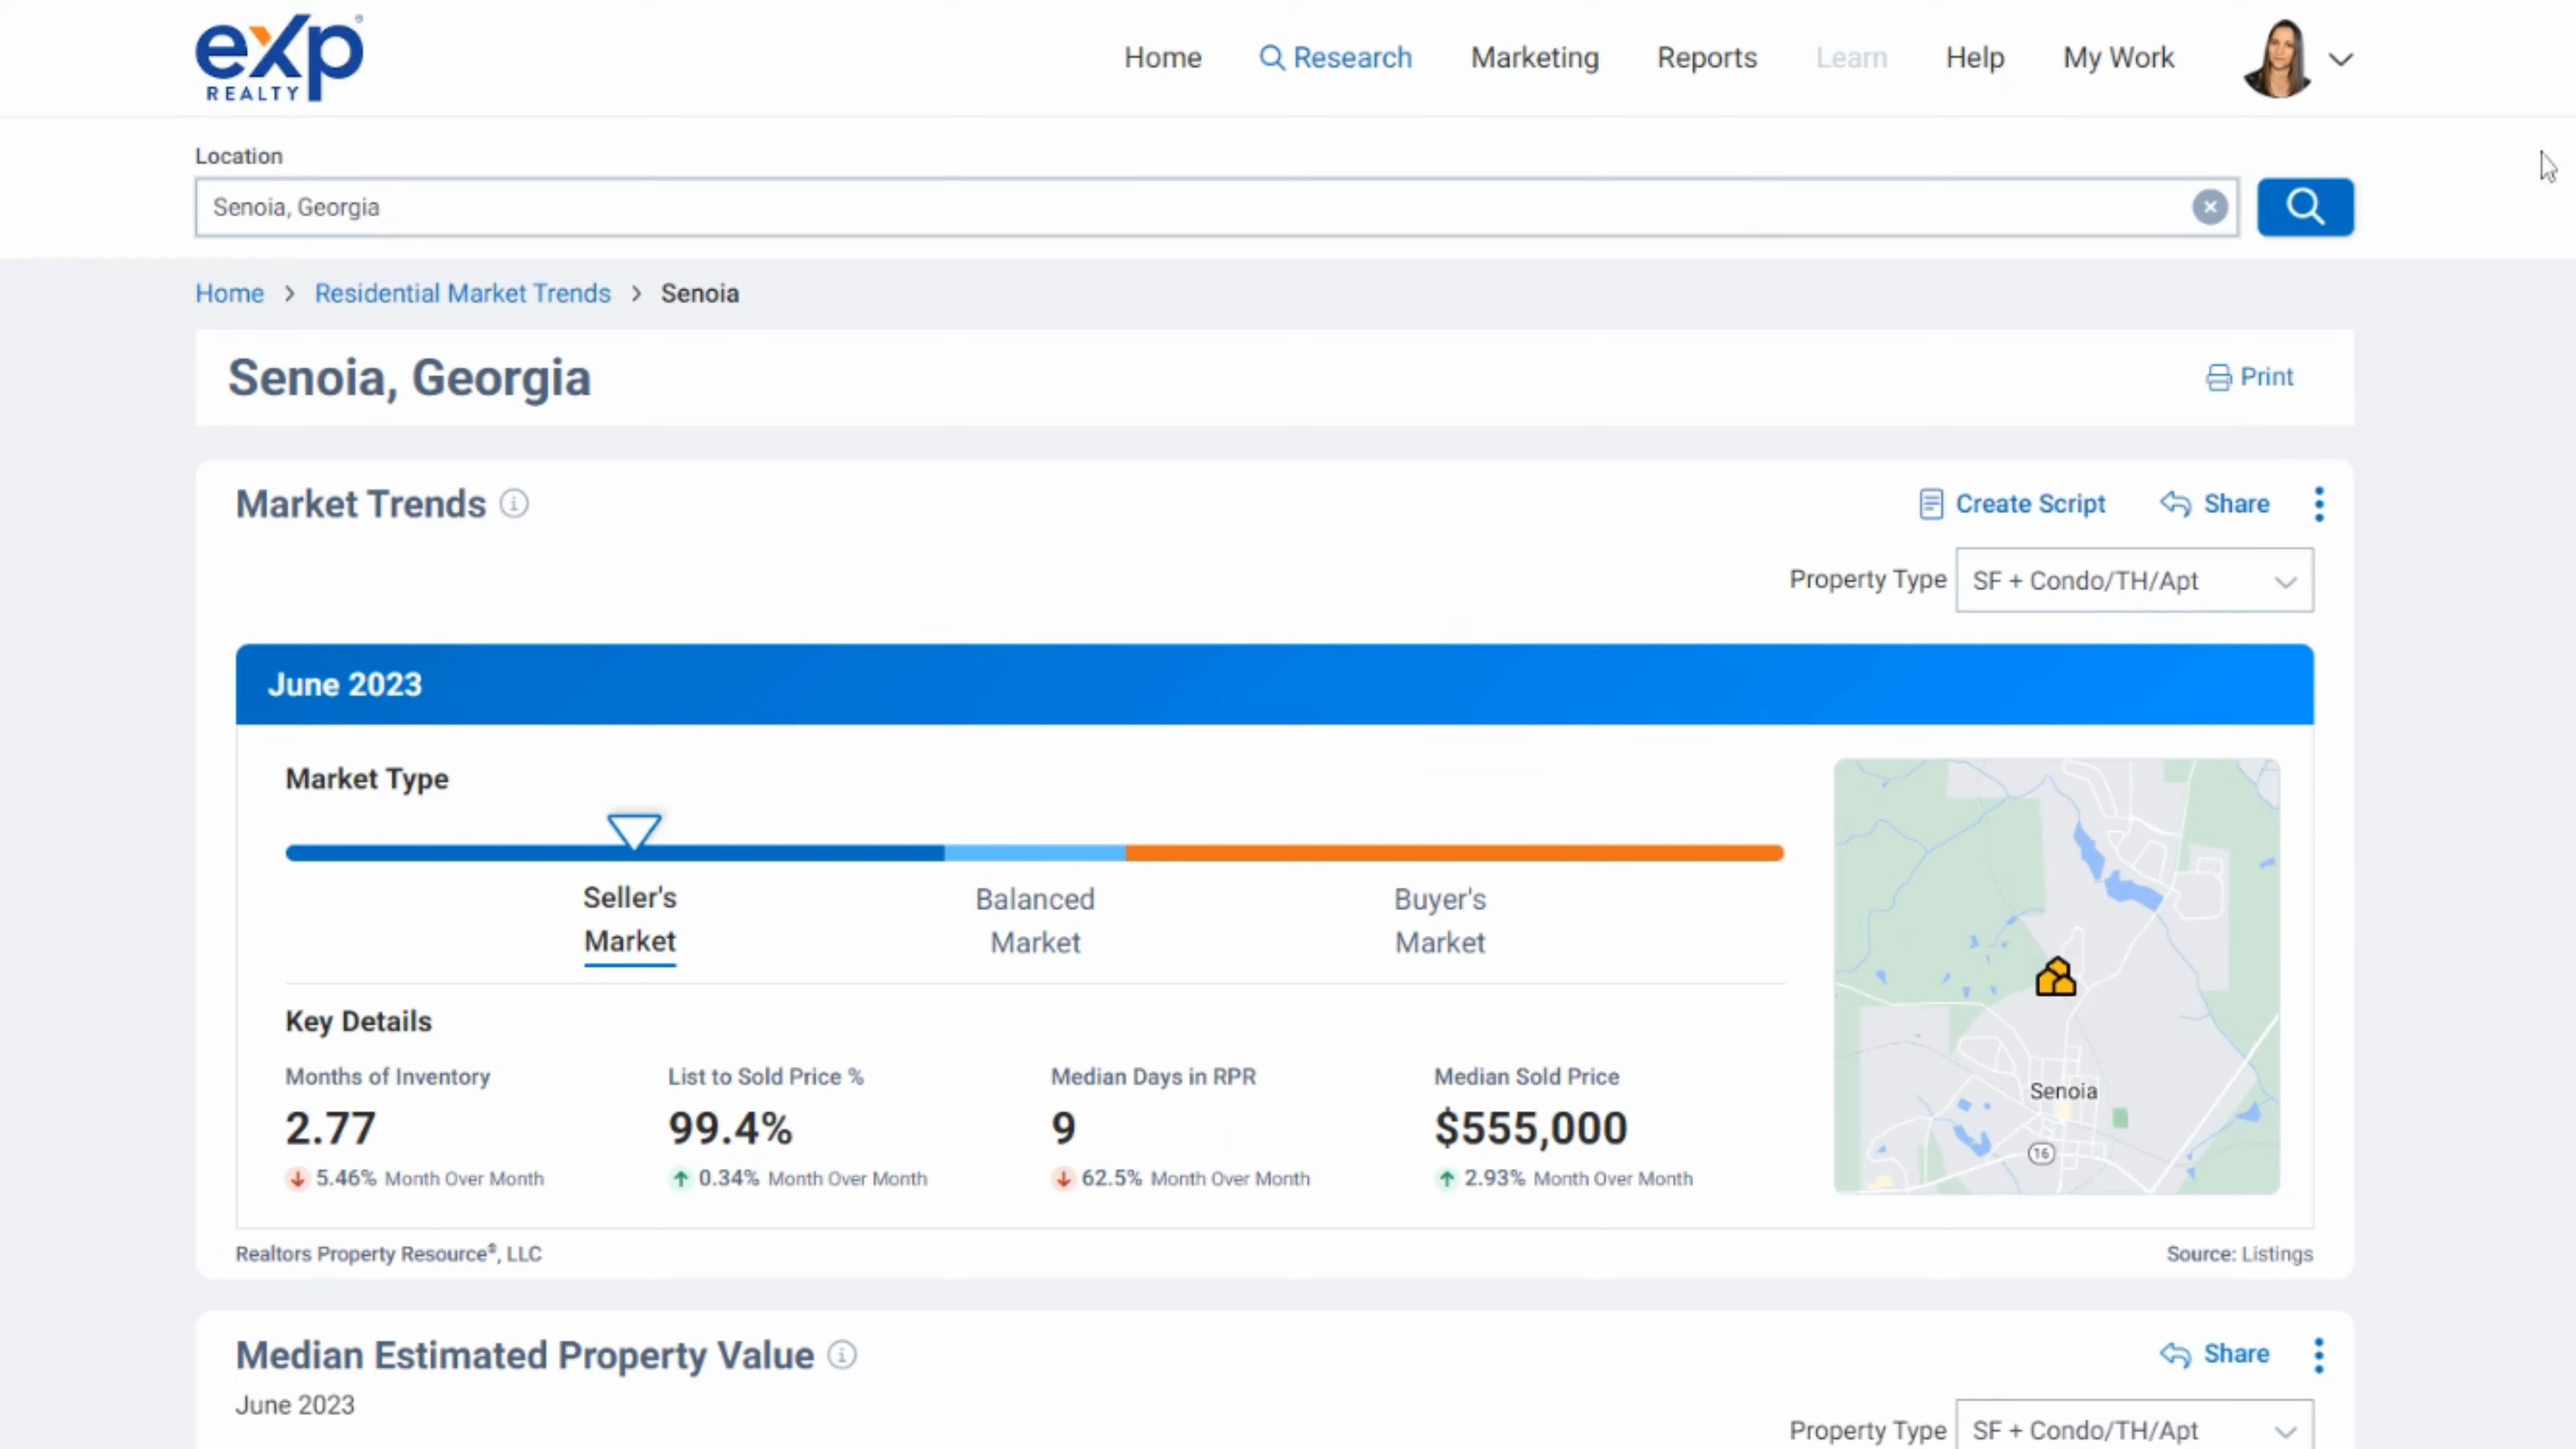 eXp
REALTY
Home
Research
Marketing
Reports
Learn
Help
My Work
Location
Senoia, Georgia
Home > Residential Market Trends > Senoia
Senoia, Georgia
Print
Market Trends
Create Script
Share
Property Type
SF + Condo/TH/Apt
June 2023
Market Type
Seller's
Market
Balanced
Market
Buyer's
Market
Key Details
Months of Inventory
2.77
5.46% Month Over Month
List to Sold Price %
99.4%
0.34% Month Over Month
Median Days in RPR
9
62.5% Month Over Month
Median Sold Price
$555,000
2.93% Month Over Month
Senoia
16
Realtors Property Resource®, LLC
Source: Listings
Median Estimated Property Value
Share
June 2023
Property Type
SF + Condo/TH/Apt